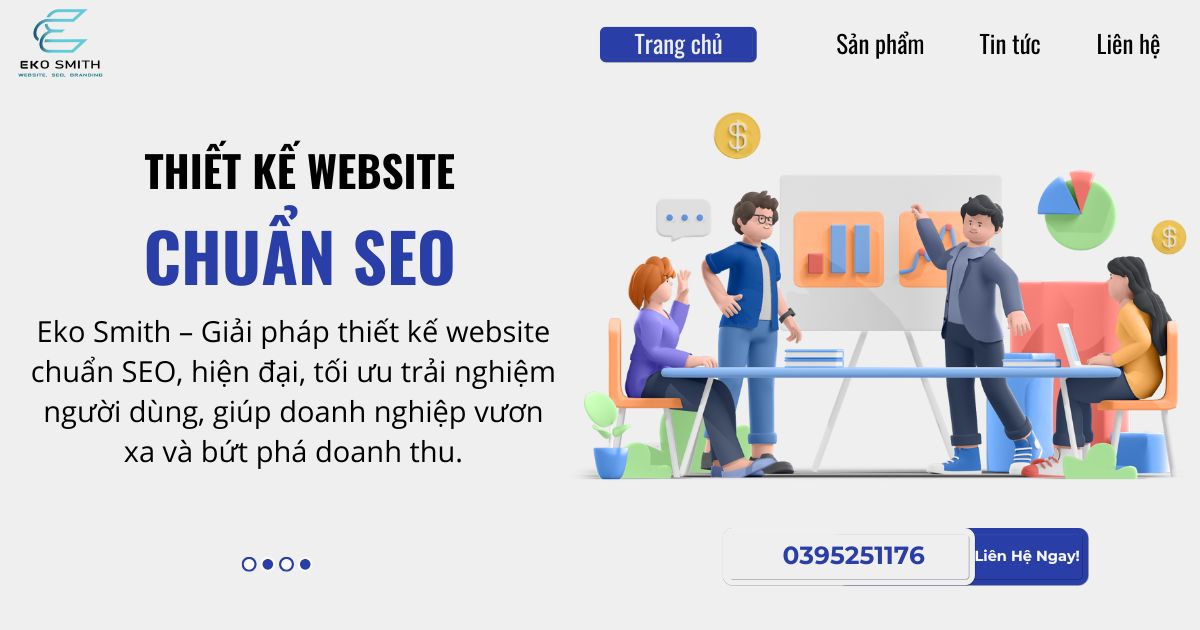 EKO SMITH
WEBSITE, SEO, BRANDING
Trang chủ
Sản phẩm
Tin tức
Liên hệ
THIẾT KẾ WEBSITE
CHUẨN SEO
Eko Smith – Giải pháp thiết kế website
chuẩn SEO, hiện đại, tối ưu trải nghiệm
người dùng, giúp doanh nghiệp vươn
xa và bứt phá doanh thu.
$
$
0395251176
Liên Hệ Ngay!